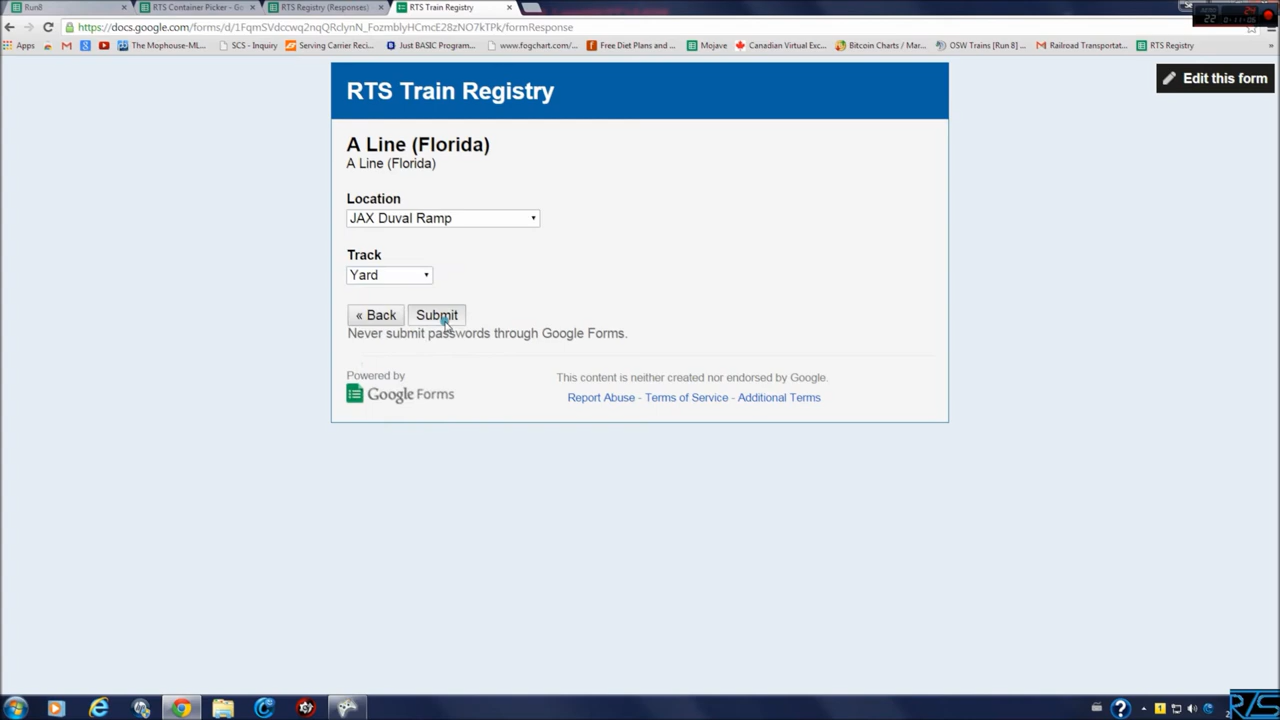 Run8
RTS Container Picker - Go
RTS Registry (Responses)
RTS Train Registry
https://docs.google.com/forms/d/1FqmSVdccwq2nqQRclynN_FozmblyHCmcE28zNO7kTPk/formResponse
Apps
The Mophouse-ML...
SCS - Inquiry
Serving Carrier Reci...
Just BASIC Program...
www.fogchart.com/...
Free Diet Plans and ...
Mojave
Canadian Virtual Exc...
Bitcoin Charts / Mar...
OSW Trains [Run 8] ...
Railroad Transportat...
RTS Registry
RTS Train Registry
Edit this form
A Line (Florida)
A Line (Florida)
Location
JAX Duval Ramp
Track
Yard
« Back
Submit
Never submit passwords through Google Forms.
Powered by
Google Forms
This content is neither created nor endorsed by Google.
Report Abuse - Terms of Service - Additional Terms
RTS